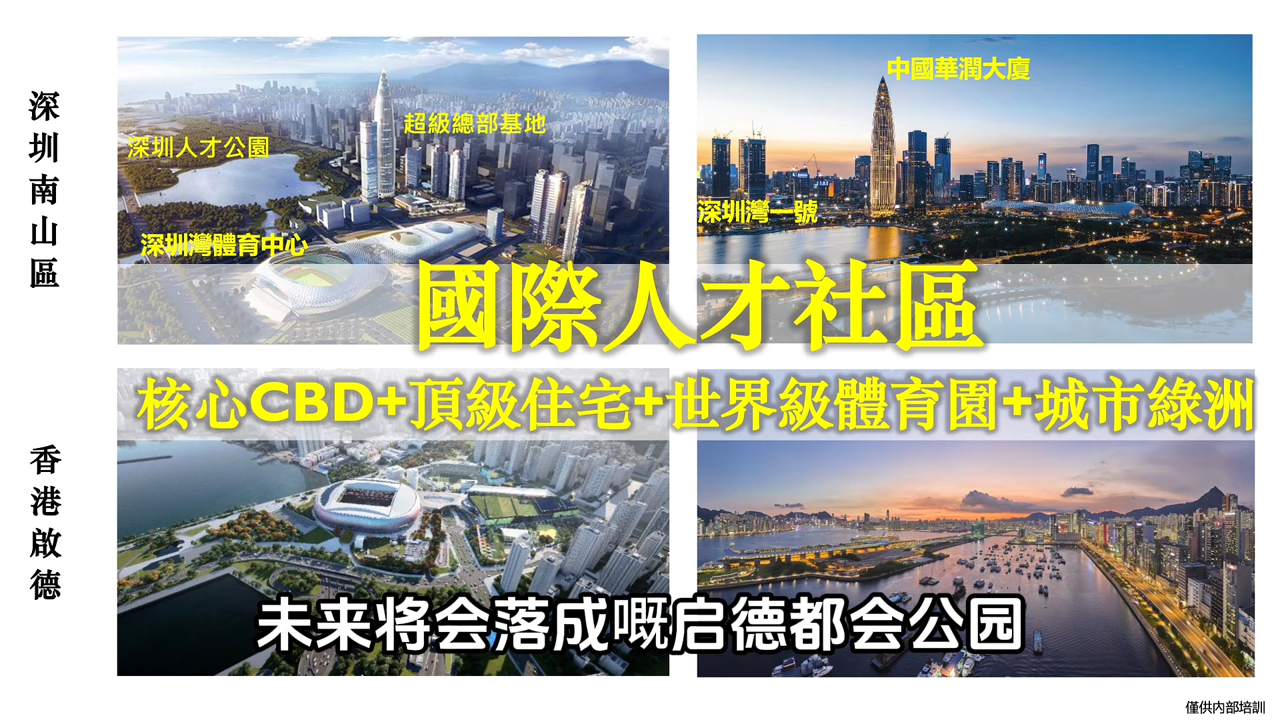 深圳南山區
深圳人才公園
超級總部基地
深圳灣體育中心
中國華潤大廈
深圳灣一號
國際人才社區
核心CBD+頂級住宅+世界級體育園+城市綠洲
香港啟德
未来将会落成嘅启德都会公园
僅供內部培訓